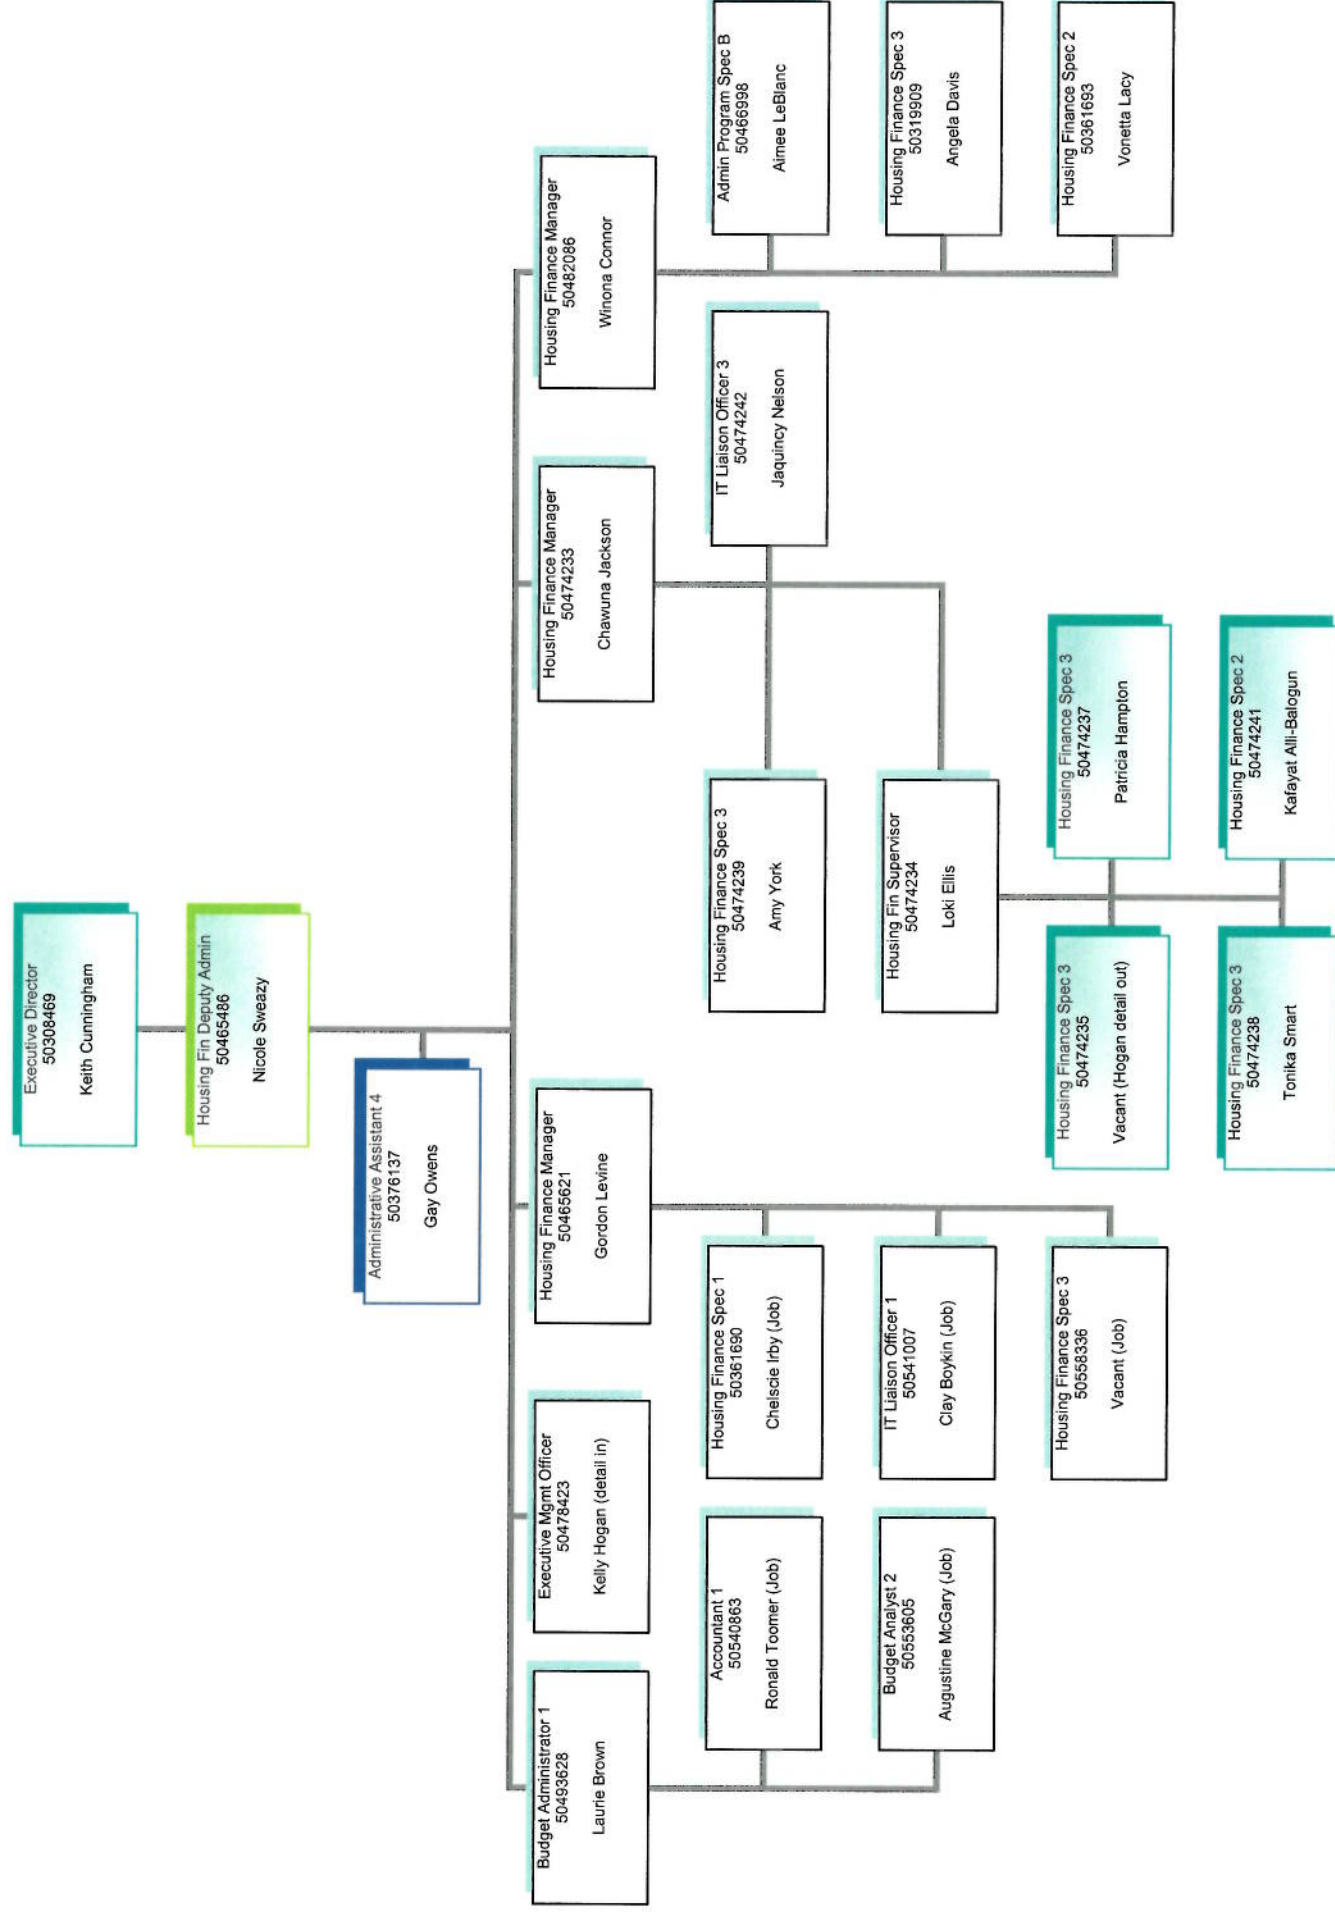 Executive Director
50308469
Keith Cunningham
Housing Fin Deputy Admin
50465486
Nicole Sweazy
Administrative Assistant 4
50376137
Gay Owens
Budget Administrator 1
50493628
Laurie Brown
Executive Mgmt Officer
50478423
Kelly Hogan (detail in)
Housing Finance Manager
50465621
Gordon Levine
Housing Finance Manager
50474233
Chawuna Jackson
Housing Finance Manager
50482086
Winona Connor
Accountant 1
50540863
Ronald Toomer (Job)
Budget Analyst 2
50553605
Augustine McGary (Job)
Housing Finance Spec 1
50361690
Chelscie Irby (Job)
IT Liaison Officer 1
50541007
Clay Boykin (Job)
Housing Finance Spec 3
50558336
Vacant (Job)
Housing Finance Spec 3
50474239
Amy York
IT Liaison Officer 3
50474242
Jaquincy Nelson
Housing Fin Supervisor
50474234
Loki Ellis
Housing Finance Spec 3
50474235
Vacant (Hogan detail out)
Housing Finance Spec 3
50474237
Patricia Hampton
Housing Finance Spec 3
50474238
Tonika Smart
Housing Finance Spec 2
50474241
Kafayat Alli-Balogun
Admin Program Spec B
50466998
Aimee LeBlanc
Housing Finance Spec 3
50319909
Angela Davis
Housing Finance Spec 2
50361693
Vonetta Lacy